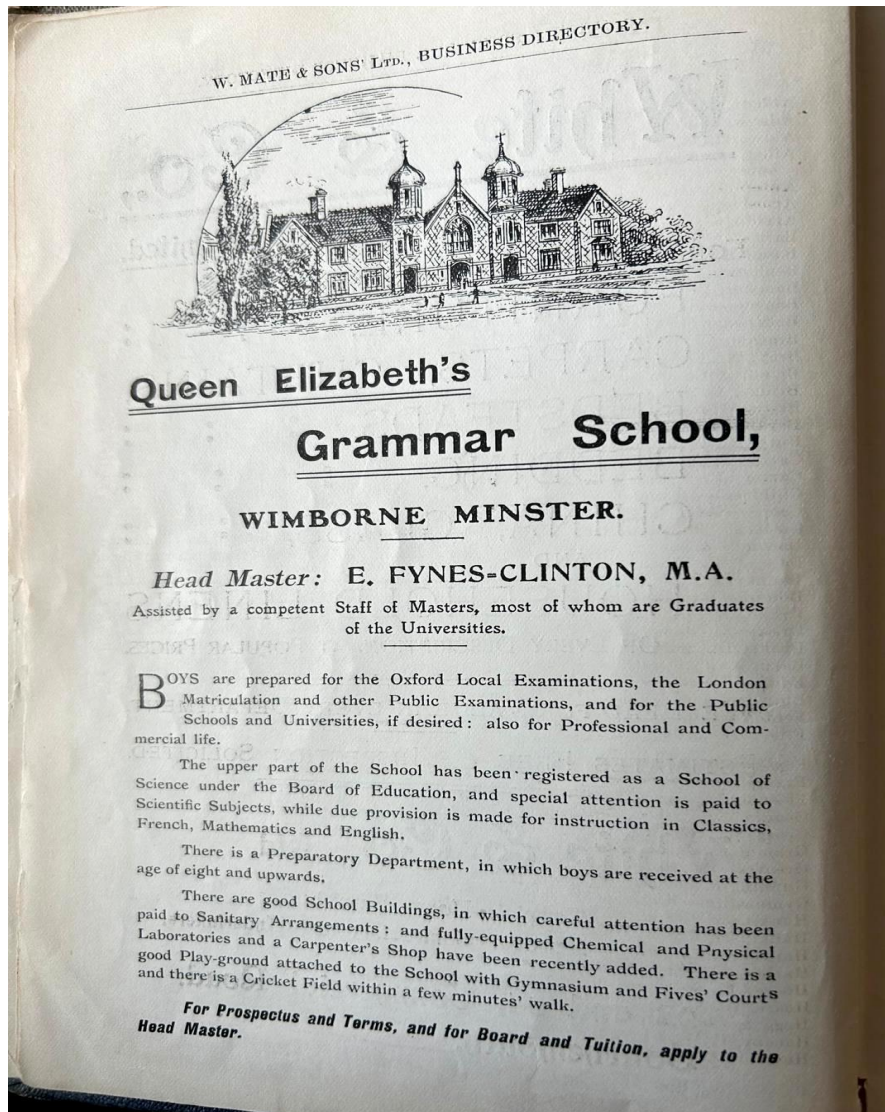 W. MATE & SONS' LTD., BUSINESS DIRECTORY.
Queen Elizabeth's
Grammar School,
WIMBORNE MINSTER.
Head Master: E. FYNES-CLINTON, M.A.
Assisted by a competent Staff of Masters, most of whom are Graduates
of the Universities.
BOYS are prepared for the Oxford Local Examinations, the London
Matriculation and other Public Examinations, and for the Public
Schools and Universities, if desired: also for Professional and Com-
mercial life.
The upper part of the School has been registered as a School of
Science under the Board of Education, and special attention is paid to
Scientific Subjects, while due provision is made for instruction in Classics,
French, Mathematics and English.
There is a Preparatory Department, in which boys are received at the
age of eight and upwards.
There are good School Buildings, in which careful attention has been
paid to Sanitary Arrangements: and fully-equipped Chemical and Pnysical
Laboratories and a Carpenter's Shop have been recently added. There is a
good Play-ground attached to the School with Gymnasium and Fives' Courts
and there is a Cricket Field within a few minutes' walk.
For Prospectus and Terms, and for Board and Tuition, apply to the
Head Master.